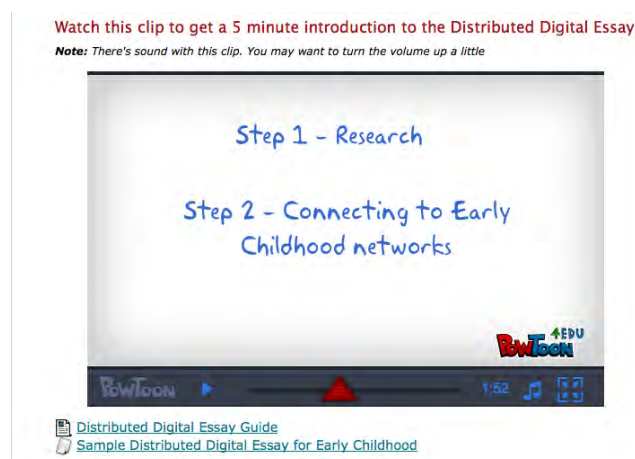 Watch this clip to get a 5 minute introduction to the Distributed Digital Essay
Note: There's sound with this clip. You may want to turn the volume up a little
Step 1 - Research
Step 2 - Connecting to Early
Childhood networks
4EDU
POWTOON
POWTOON 1:52
Distributed Digital Essay Guide
Sample Distributed Digital Essay for Early Childhood